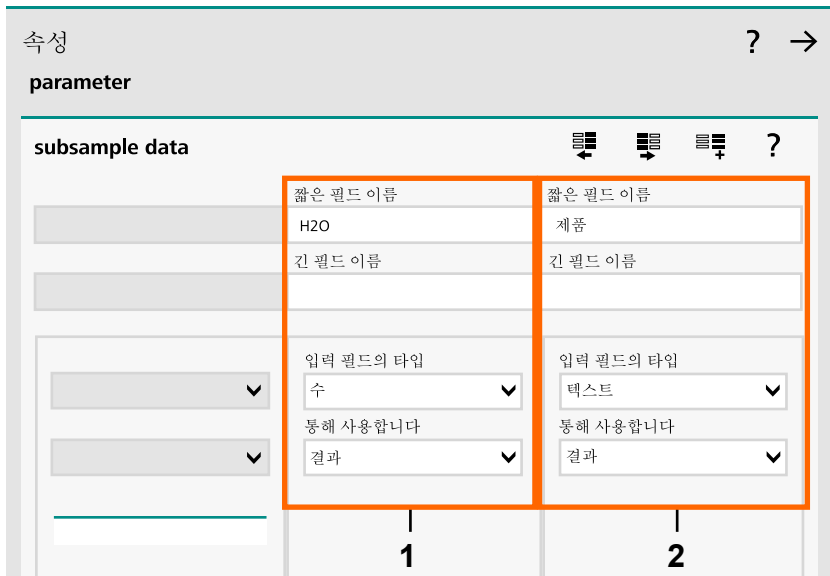 속성
?
parameter
subsample data
?
짧은 필드 이름
짧은 필드 이름
H2O
제품
긴 필드 이름
긴 필드 이름
입력 필드의 타입
입력 필드의 타입
수
텍스트
통해 사용합니다
통해 사용합니다
결과
결과
1
2